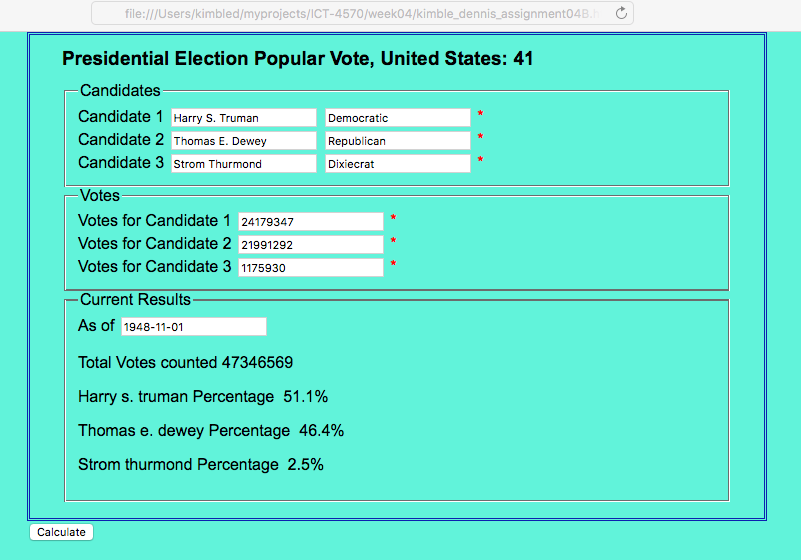 file:///Users/kimbled/myprojects/ICT-4570/week04/kimble_dennis_assignment04B.h
Presidential Election Popular Vote, United States: 41
Candidates
Candidate 1 Harry S. Truman Democratic *
Candidate 2 Thomas E. Dewey Republican *
Candidate 3 Strom Thurmond Dixiecrat *
Votes
Votes for Candidate 1 24179347 *
Votes for Candidate 2 21991292 *
Votes for Candidate 3 1175930 *
Current Results
As of 1948-11-01
Total Votes counted 47346569
Harry s. truman Percentage 51.1%
Thomas e. dewey Percentage 46.4%
Strom thurmond Percentage 2.5%
Calculate